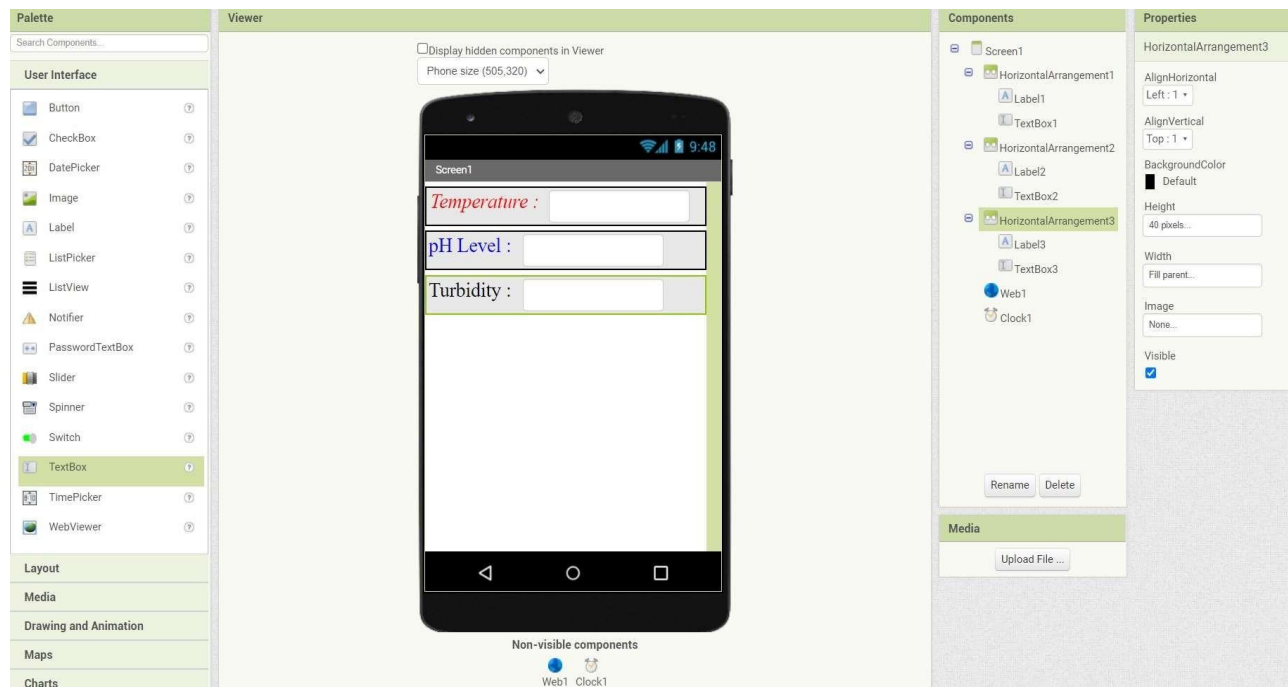 Palette
Search Components...
User Interface
Button
CheckBox
DatePicker
Image
Label
ListPicker
ListView
Notifier
PasswordTextBox
Slider
Spinner
Switch
TextBox
TimePicker
WebViewer
Layout
Media
Drawing and Animation
Maps
Charts
Viewer
Display hidden components in Viewer
Phone size (505,320)
9:48
Screen1
Temperature :
pH Level :
Turbidity :
Non-visible components
Web1 Clock1
Components
Screen1
HorizontalArrangement1
Label1
TextBox1
HorizontalArrangement2
Label2
TextBox2
HorizontalArrangement3
Label3
TextBox3
Web1
Clock1
Rename Delete
Media
Upload File ...
Properties
HorizontalArrangement3
AlignHorizontal
Left : 1
AlignVertical
Top : 1
BackgroundColor
Default
Height
40 pixels...
Width
Fill parent...
Image
None...
Visible